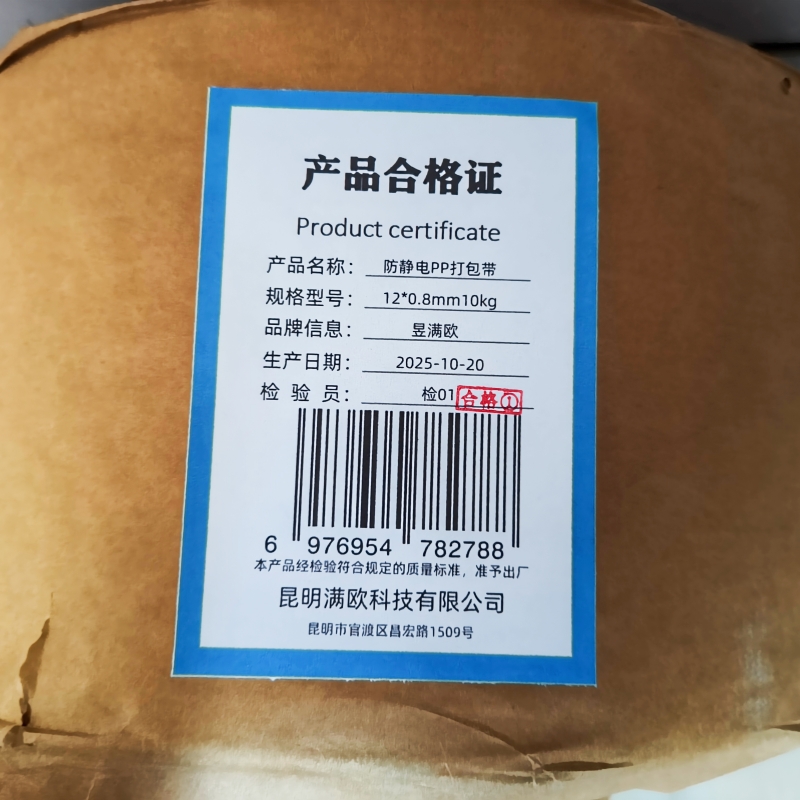 产品合格证
Product certificate
产品名称： 防静电PP打包带
规格型号： 12*0.8mm10kg
品牌信息： 昱满欧
生产日期： 2025-10-20
检 验 员： 检01 合格①
6 976954 782788
本产品经检验符合规定的质量标准，准予出厂
昆明满欧科技有限公司
昆明市官渡区昌宏路1509号